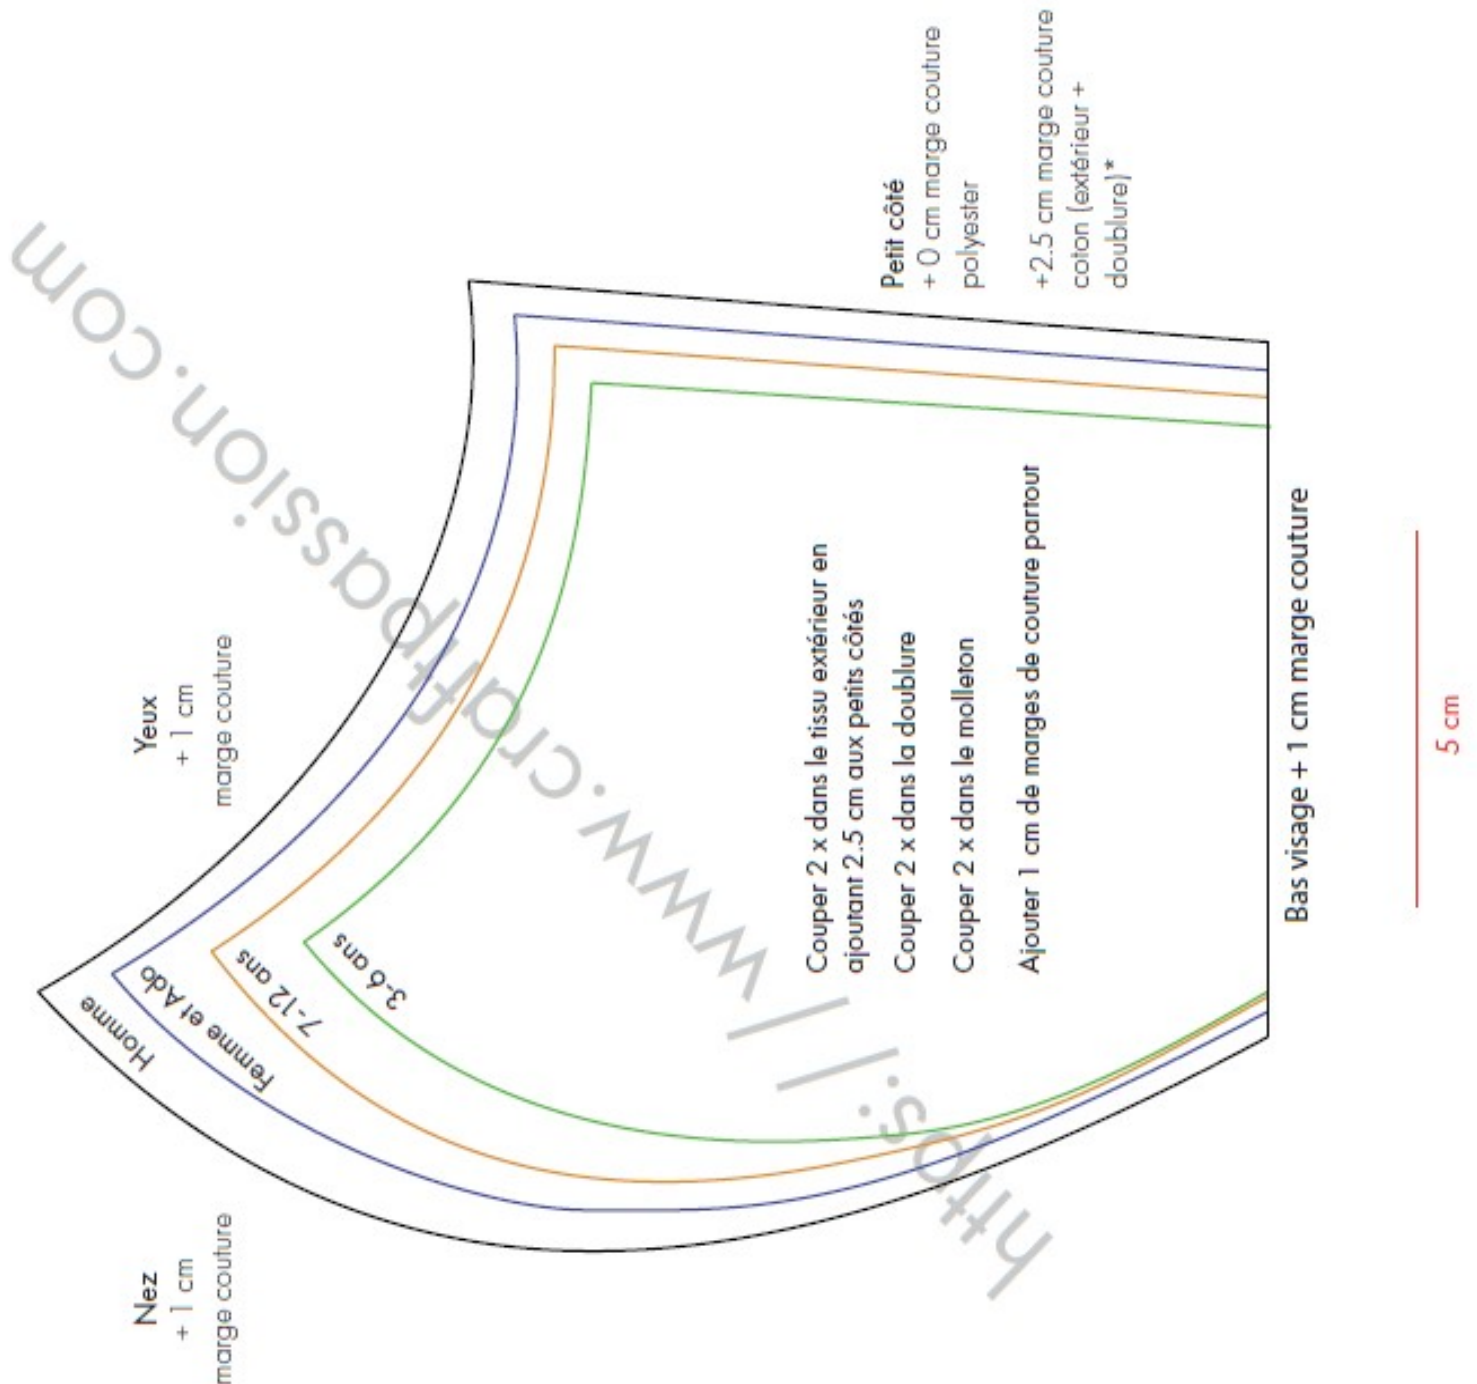 Nez
+ 1 cm
marge couture
Yeux
+ 1 cm
marge couture
Petit côté
+ 0 cm marge couture
polyester
+2.5 cm marge couture
coton (extérieur +
doublure)*
Homme
Femme et Ado
7-12 ans
3-6 ans
Couper 2 x dans le tissu extérieur en
ajoutant 2.5 cm aux petits côtés
Couper 2 x dans la doublure
Couper 2 x dans le molleton
Ajouter 1 cm de marges de couture partout
Bas visage + 1 cm marge couture
5 cm
https://www.craftpassion.com